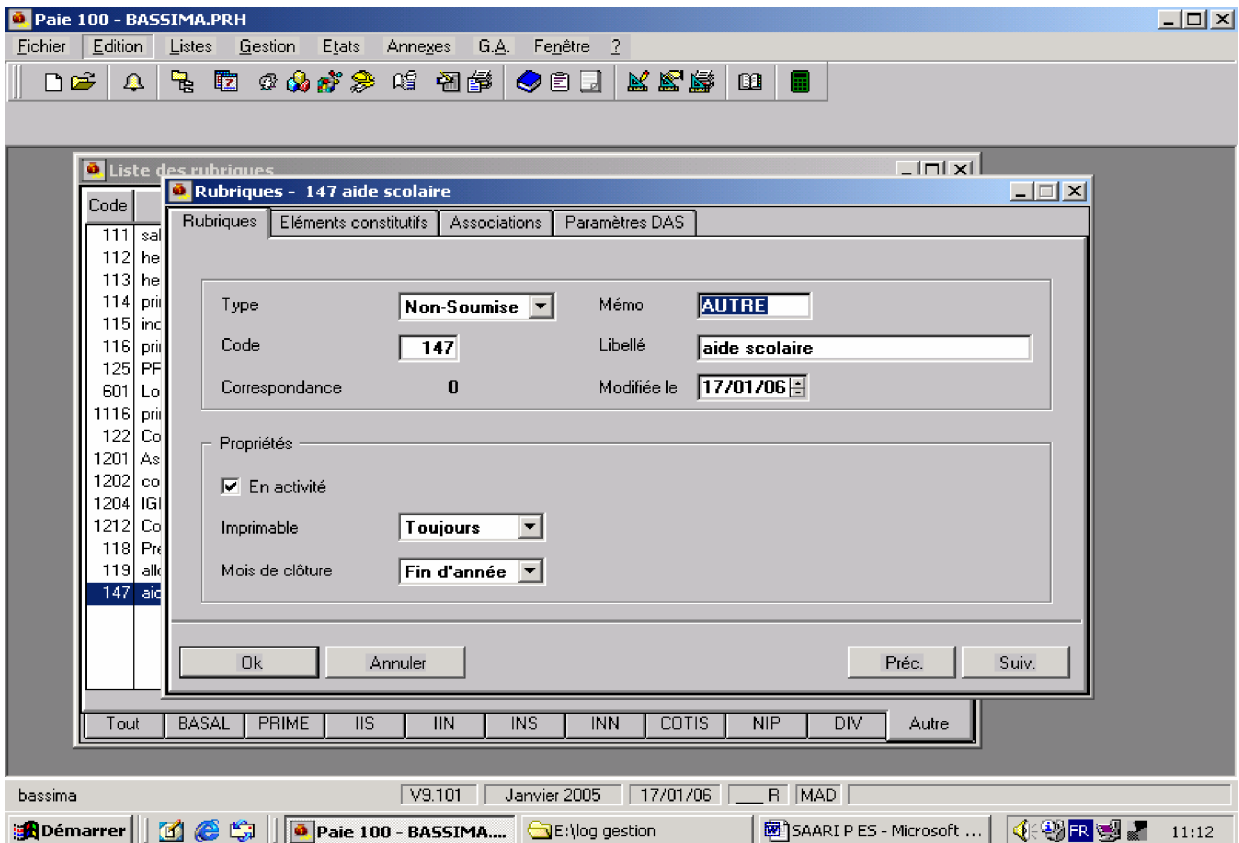 Paie 100 - BASSIMA.PRH
Fichier Edition Listes Gestion Etats Annexes G.A. Fenêtre ?
Liste des rubriques
Rubriques - 147 aide scolaire
Code
Rubriques Eléments constitutifs Associations Paramètres DAS
111 sal
112 he
113 he
114 pri
115 inc
116 pri
125 PF
601 Lo
1116 pri
122 Co
1201 As
1202 co
1204 IGI
1212 Co
118 Pré
119 allo
147 aid
Type Non-Soumise Mémo AUTRE
Code 147 Libellé aide scolaire
Correspondance 0 Modifiée le 17/01/06
Propriétés
En activité
Imprimable Toujours
Mois de clôture Fin d'année
Ok Annuler Préc. Suiv.
Tout BASAL PRIME IIS IIN INS INN COTIS NIP DIV Autre
bassima V9.101 Janvier 2005 17/01/06 ___ R MAD
Démarrer Paie 100 - BASSIMA.... E:\log gestion SAARI P ES - Microsoft ... FR 11:12